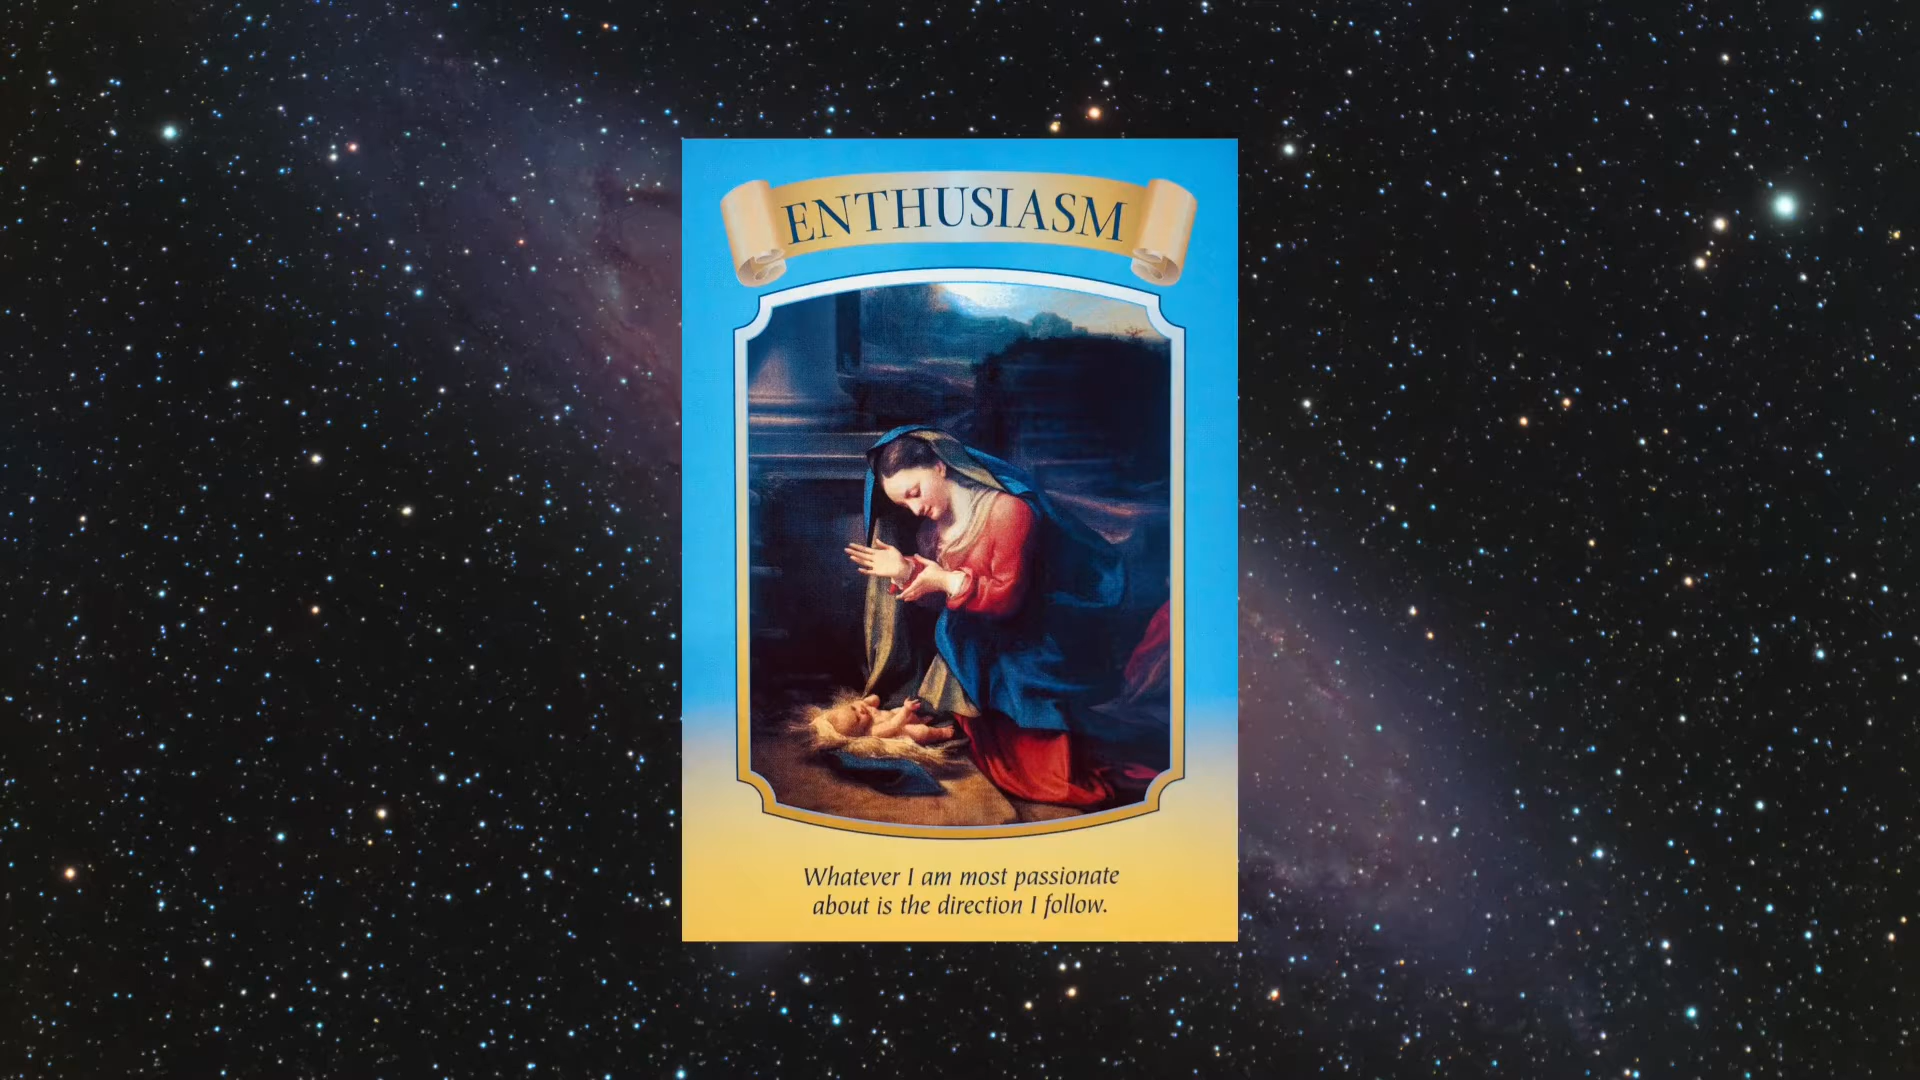 ENTHUSIASM
Whatever I am most passionate
about is the direction I follow.